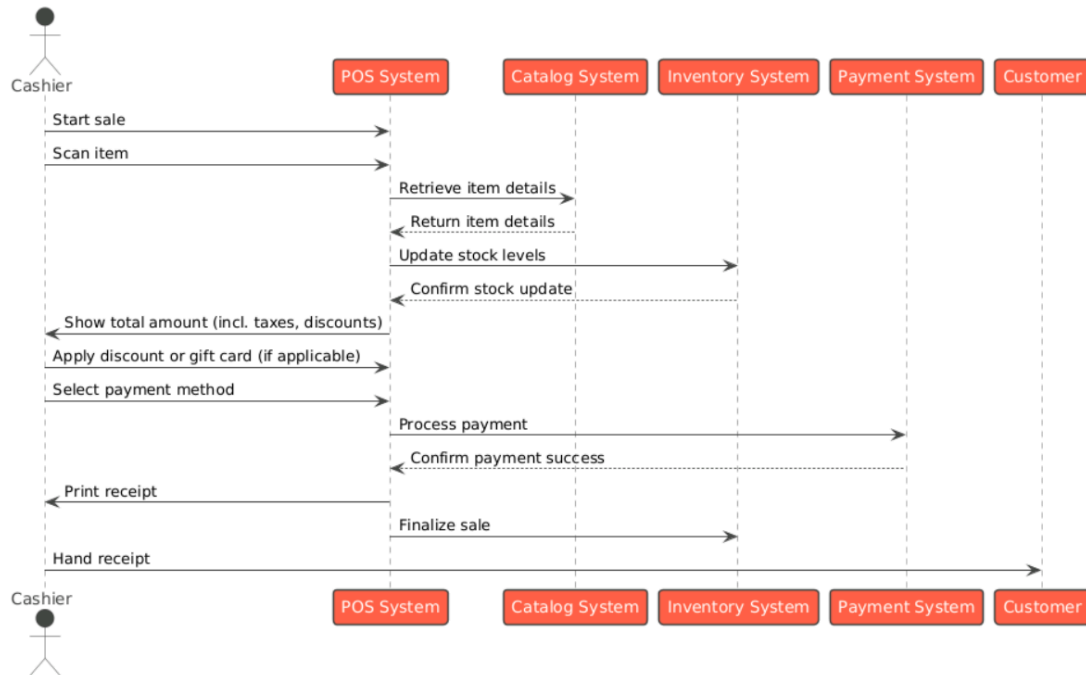 Cashier
POS System
Catalog System
Inventory System
Payment System
Customer
Start sale
Scan item
Retrieve item details
Return item details
Update stock levels
Confirm stock update
Show total amount (incl. taxes, discounts)
Apply discount or gift card (if applicable)
Select payment method
Process payment
Confirm payment success
Print receipt
Finalize sale
Hand receipt
Cashier
POS System
Catalog System
Inventory System
Payment System
Customer